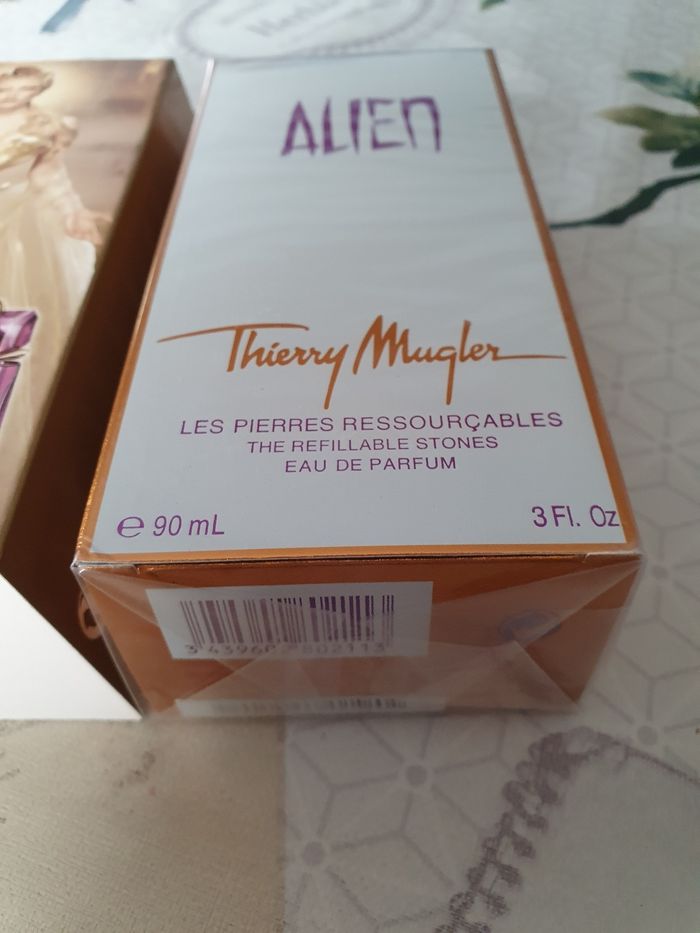 ALIEN
Thierry Mugler
LES PIERRES RESSOURÇABLES
THE REFILLABLE STONES
EAU DE PARFUM
℮ 90 mL
3 Fl. Oz